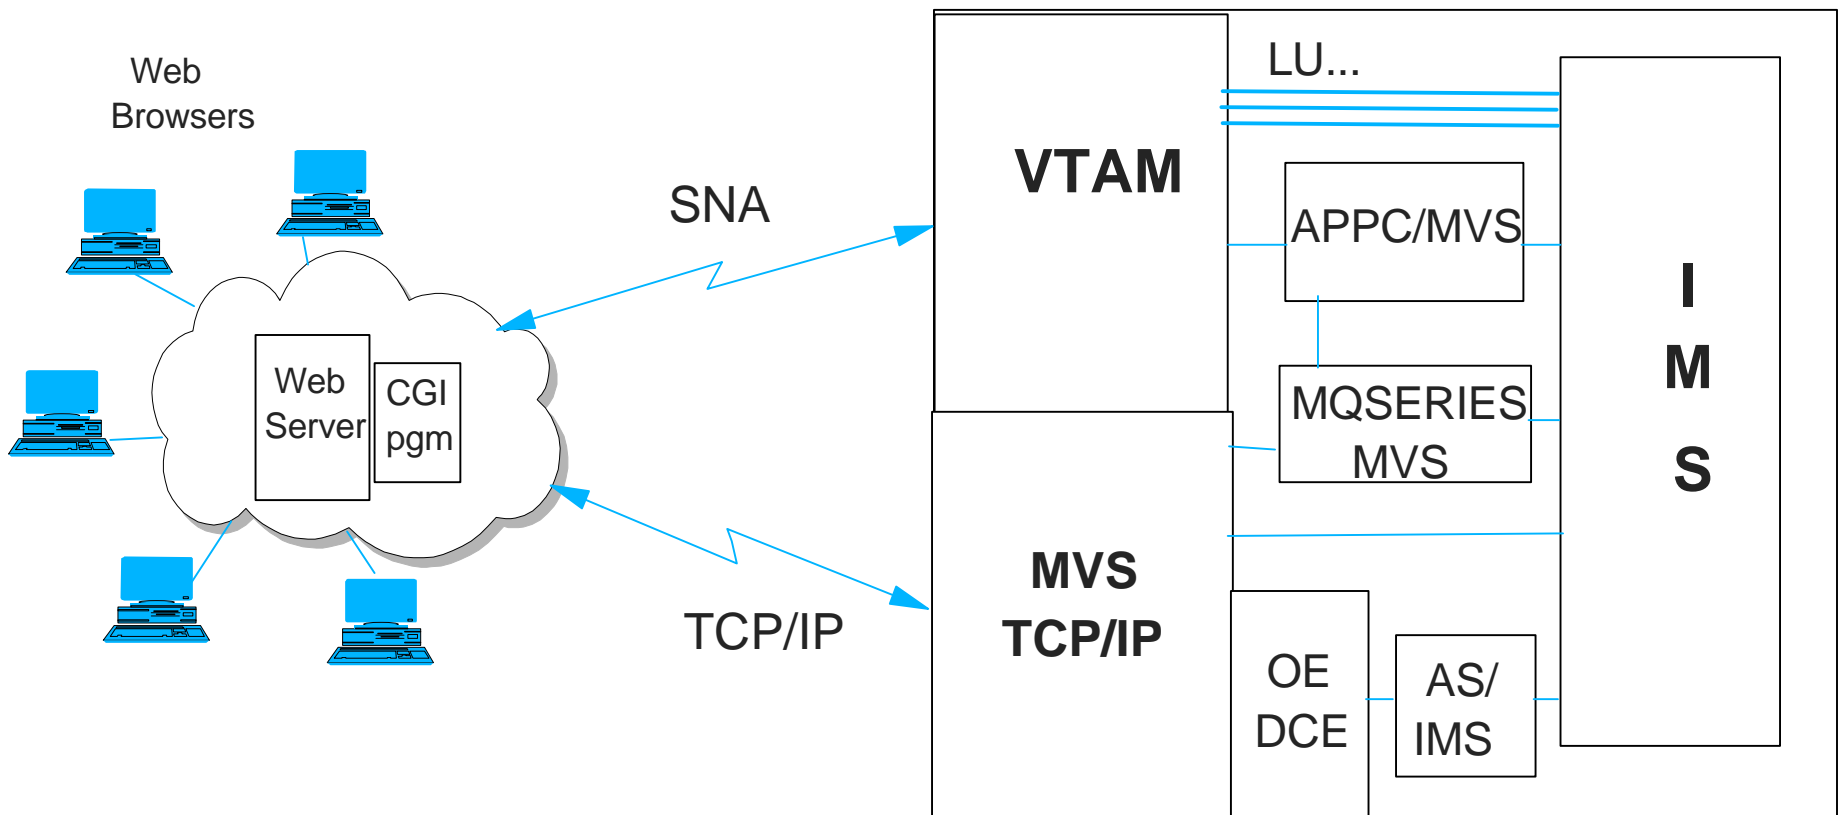 Web
Browsers
Web
Server
CGI
pgm
SNA
TCP/IP
VTAM
MVS
TCP/IP
LU...
APPC/MVS
MQSERIES
MVS
OE
DCE
AS/
IMS
I
M
S